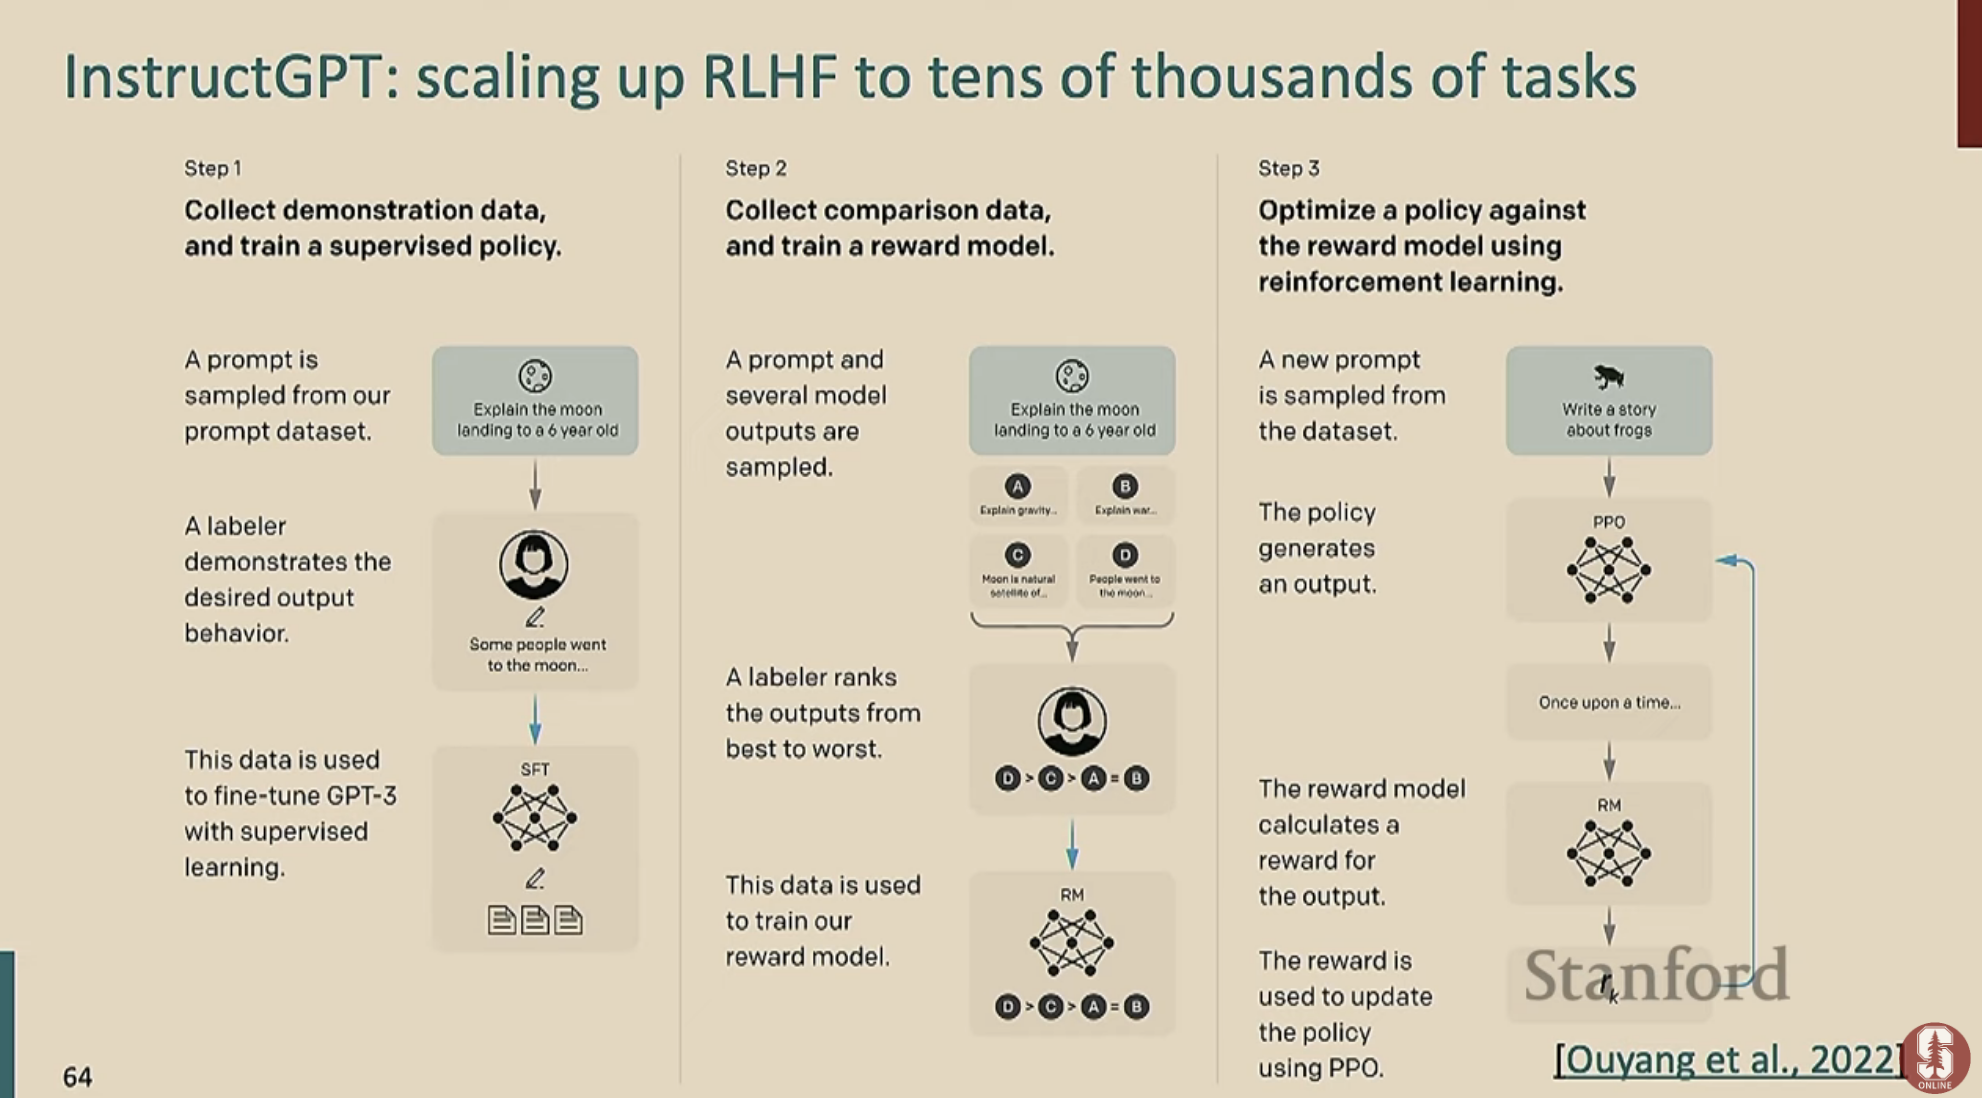 InstructGPT: scaling up RLHF to tens of thousands of tasks
Step 1
Collect demonstration data,
and train a supervised policy.
A prompt is
sampled from our
prompt dataset.
Explain the moon
landing to a 6 year old
A labeler
demonstrates the
desired output
behavior.
Some people went
to the moon...
This data is used
to fine-tune GPT-3
with supervised
learning.
SFT
Step 2
Collect comparison data,
and train a reward model.
A prompt and
several model
outputs are
sampled.
Explain the moon
landing to a 6 year old
A
Explain gravity...
B
Explain war...
C
Moon is natural
satellite of...
D
People went to
the moon...
A labeler ranks
the outputs from
best to worst.
D > C > A = B
This data is used
to train our
reward model.
RM
D > C > A = B
Step 3
Optimize a policy against
the reward model using
reinforcement learning.
A new prompt
is sampled from
the dataset.
Write a story
about frogs
The policy
generates
an output.
PPO
Once upon a time...
The reward model
calculates a
reward for
the output.
RM
The reward is
used to update
the policy
using PPO.
rk
Stanford
[Ouyang et al., 2022]
S
ONLINE
64